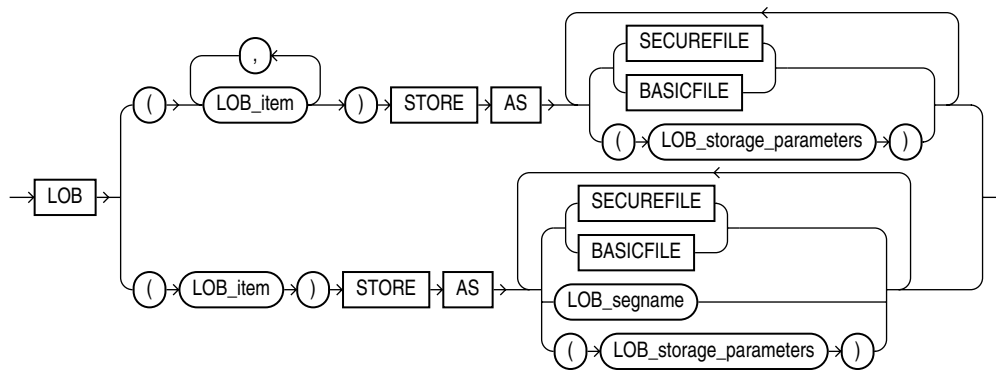 SECUREFILE
,
BASICFILE
( LOB_item ) STORE AS
( LOB_storage_parameters )
LOB
SECUREFILE
BASICFILE
( LOB_item ) STORE AS
LOB_segname
( LOB_storage_parameters )